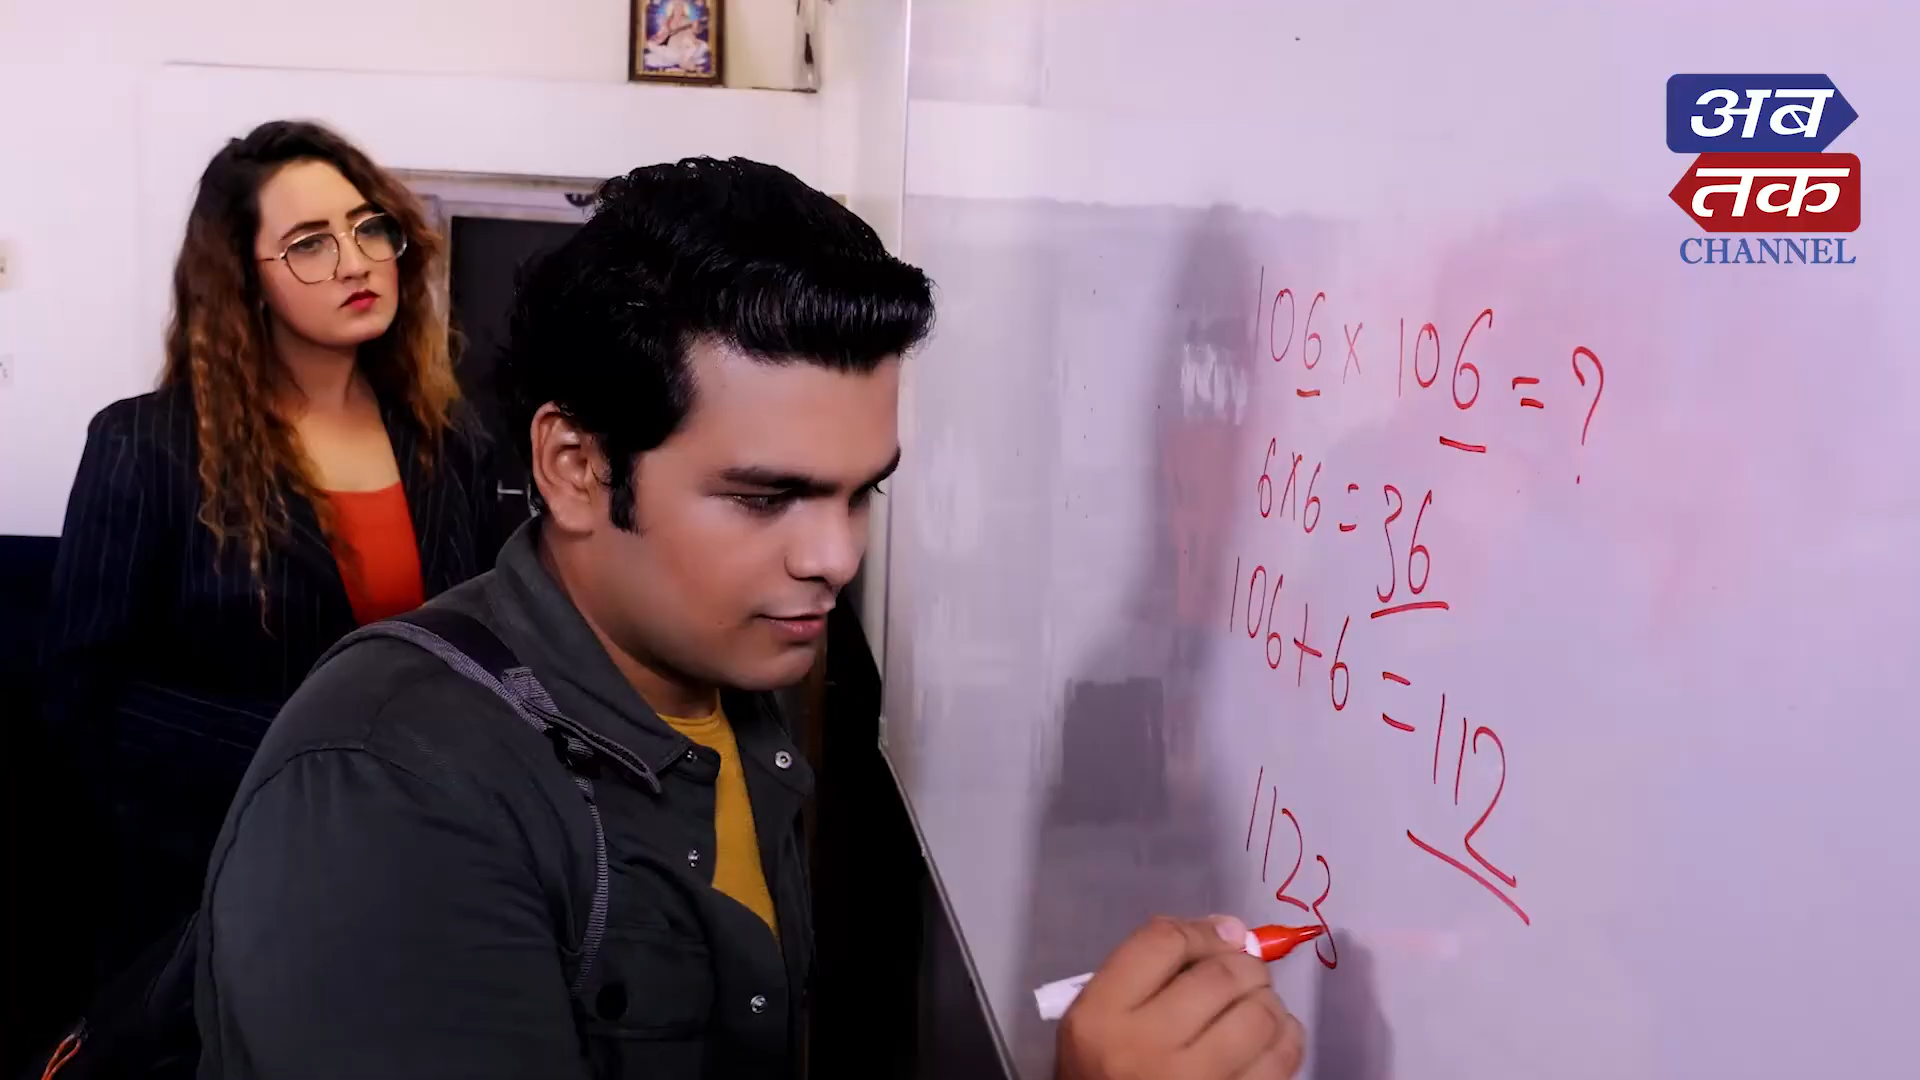 अब
तक
CHANNEL
106 x 106 = ?
6x6 = 36
106+6 = 112
1123